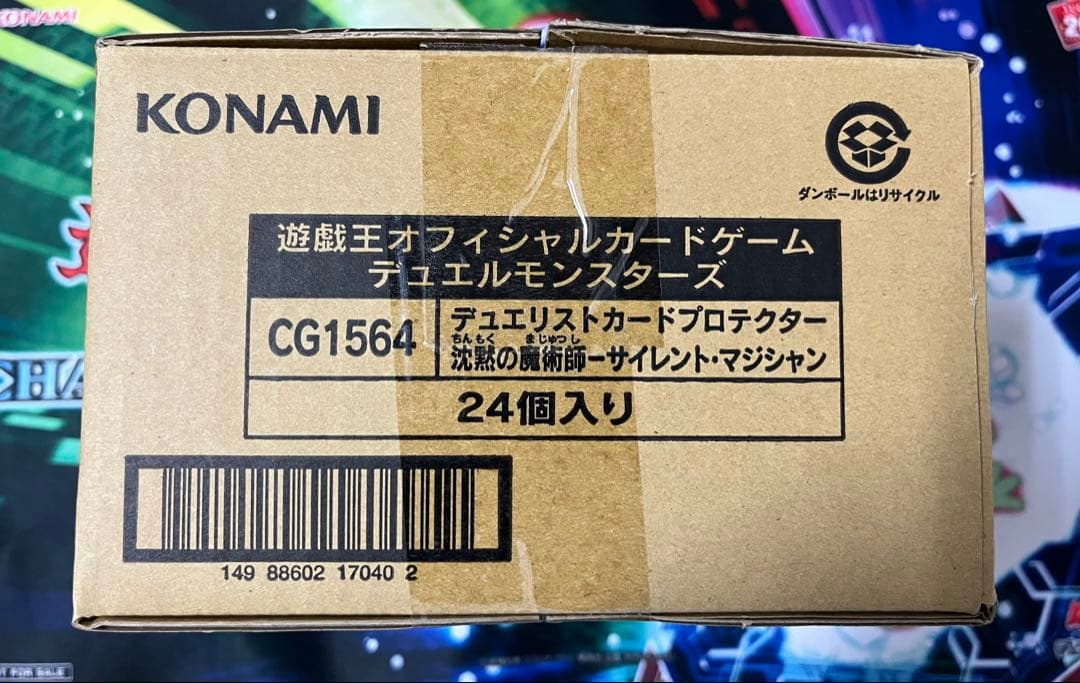 KONAMI
KONAMI
ダンボールはリサイクル
遊戯王オフィシャルカードゲーム
デュエルモンスターズ
CG1564
デュエリストカードプロテクター
ちんもく まじゅつし
沈黙の魔術師－サイレント・マジシャン
24個入り
149 88602 17040 2
FOR SALE